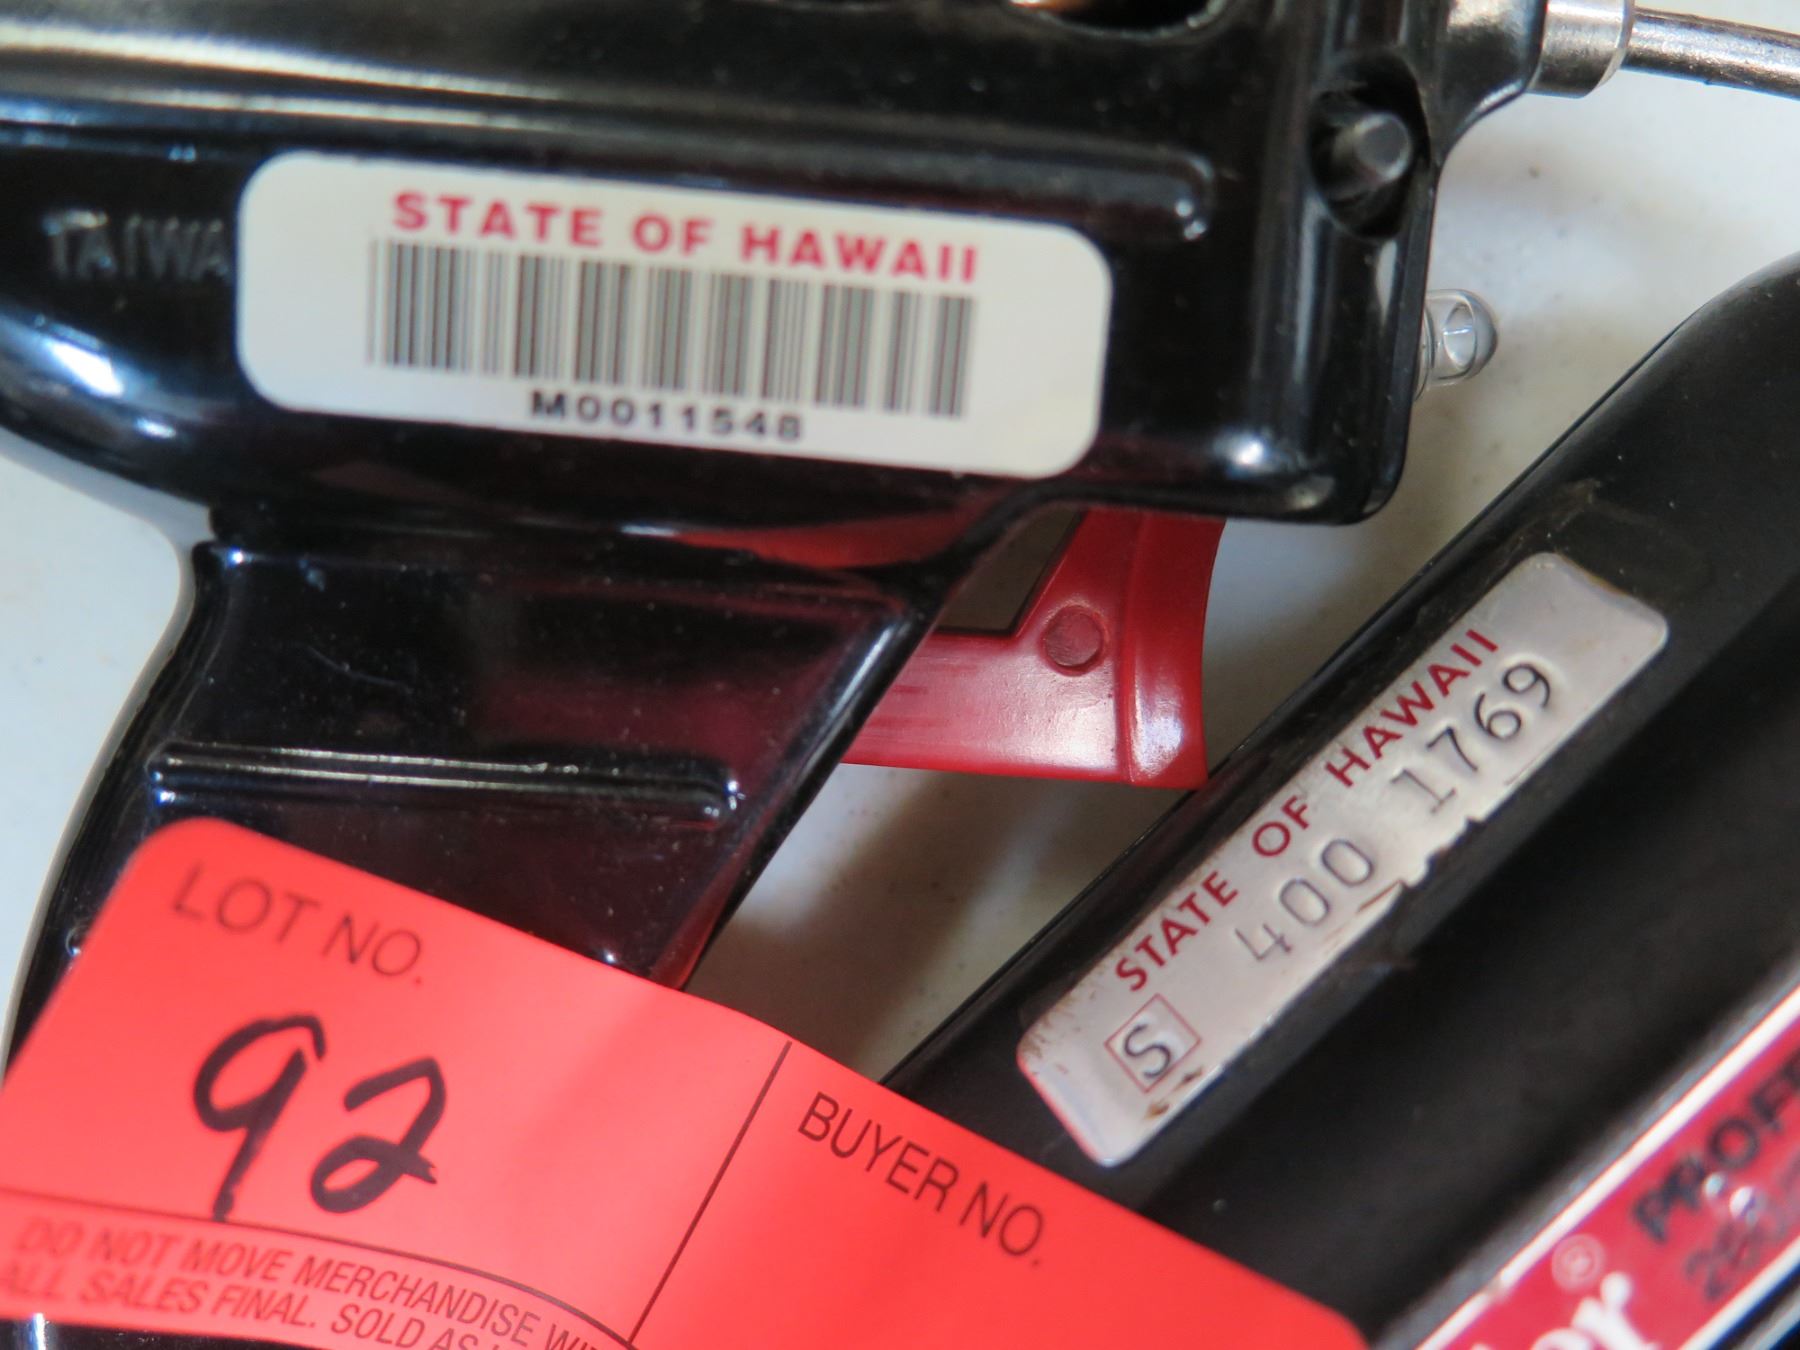 TAIWA
STATE OF HAWAII
M0011548
STATE OF HAWAII
S 400 1769
LOT NO.
92
BUYER NO.
DO NOT MOVE MERCHANDISE
ALL SALES FINAL. SOLD AS
®
PROFE